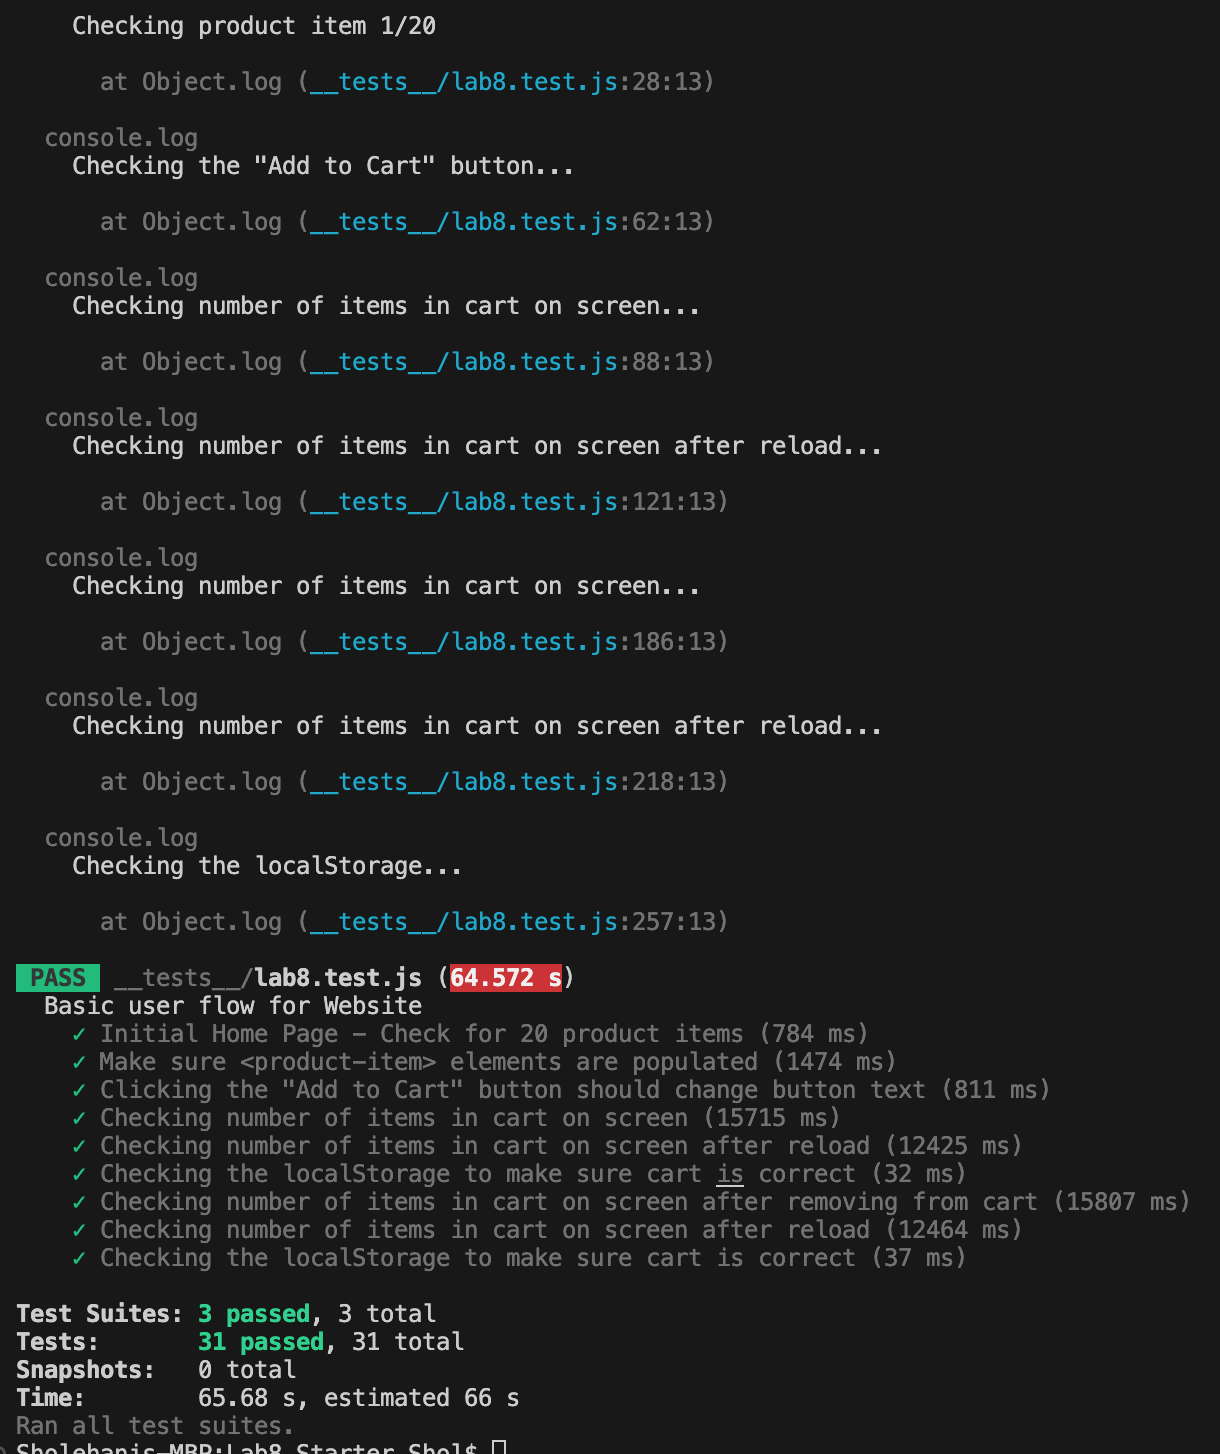 Checking product item 1/20
at Object.log (__tests__/lab8.test.js:28:13)
console.log
Checking the "Add to Cart" button...
at Object.log (__tests__/lab8.test.js:62:13)
console.log
Checking number of items in cart on screen...
at Object.log (__tests__/lab8.test.js:88:13)
console.log
Checking number of items in cart on screen after reload...
at Object.log (__tests__/lab8.test.js:121:13)
console.log
Checking number of items in cart on screen...
at Object.log (__tests__/lab8.test.js:186:13)
console.log
Checking number of items in cart on screen after reload...
at Object.log (__tests__/lab8.test.js:218:13)
console.log
Checking the localStorage...
at Object.log (__tests__/lab8.test.js:257:13)
PASS __tests__/lab8.test.js (64.572 s)
Basic user flow for Website
✓ Initial Home Page – Check for 20 product items (784 ms)
✓ Make sure <product-item> elements are populated (1474 ms)
✓ Clicking the "Add to Cart" button should change button text (811 ms)
✓ Checking number of items in cart on screen (15715 ms)
✓ Checking number of items in cart on screen after reload (12425 ms)
✓ Checking the localStorage to make sure cart is correct (32 ms)
✓ Checking number of items in cart on screen after removing from cart (15807 ms)
✓ Checking number of items in cart on screen after reload (12464 ms)
✓ Checking the localStorage to make sure cart is correct (37 ms)
Test Suites: 3 passed, 3 total
Tests: 31 passed, 31 total
Snapshots: 0 total
Time: 65.68 s, estimated 66 s
Ran all test suites.
Sholehanis-MBP:Lab8_Starter Shol$